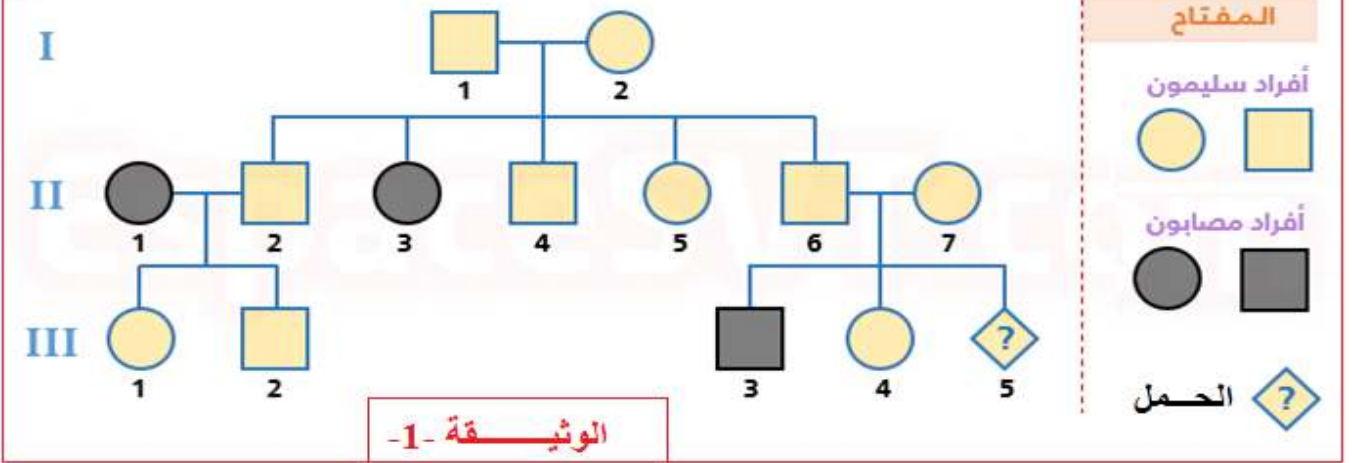 المفتاح
أفراد سليمون
أفراد مصابون
? الحمل
I
1 2
II
1 2 3 4 5 6 7
III
?
1 2 3 4 5
الوثيقة -1-